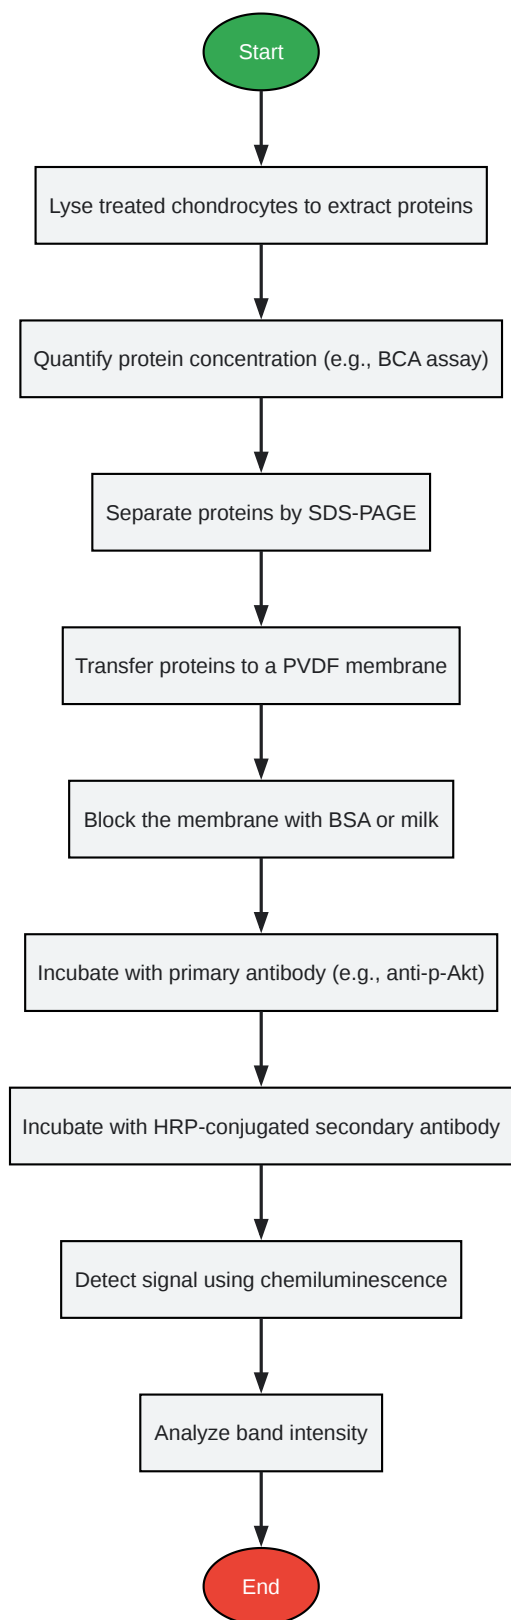 Start
Lyse treated chondrocytes to extract proteins
Quantify protein concentration (e.g., BCA assay)
Separate proteins by SDS-PAGE
Transfer proteins to a PVDF membrane
Block the membrane with BSA or milk
Incubate with primary antibody (e.g., anti-p-Akt)
Incubate with HRP-conjugated secondary antibody
Detect signal using chemiluminescence
Analyze band intensity
End